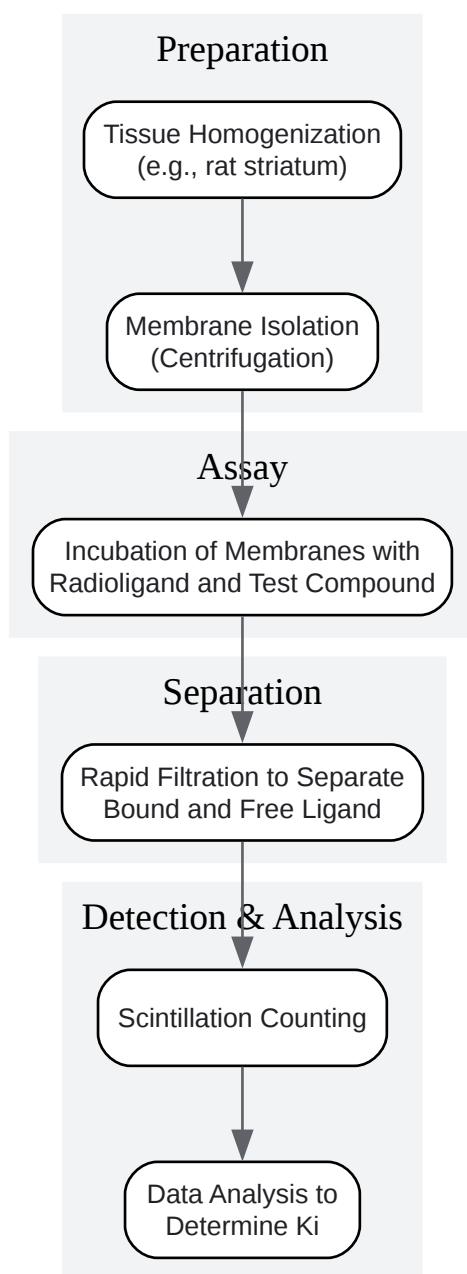 Preparation
Tissue Homogenization
(e.g., rat striatum)
Membrane Isolation
(Centrifugation)
Assay
Incubation of Membranes with
Radioligand and Test Compound
Separation
Rapid Filtration to Separate
Bound and Free Ligand
Detection & Analysis
Scintillation Counting
Data Analysis to
Determine Ki